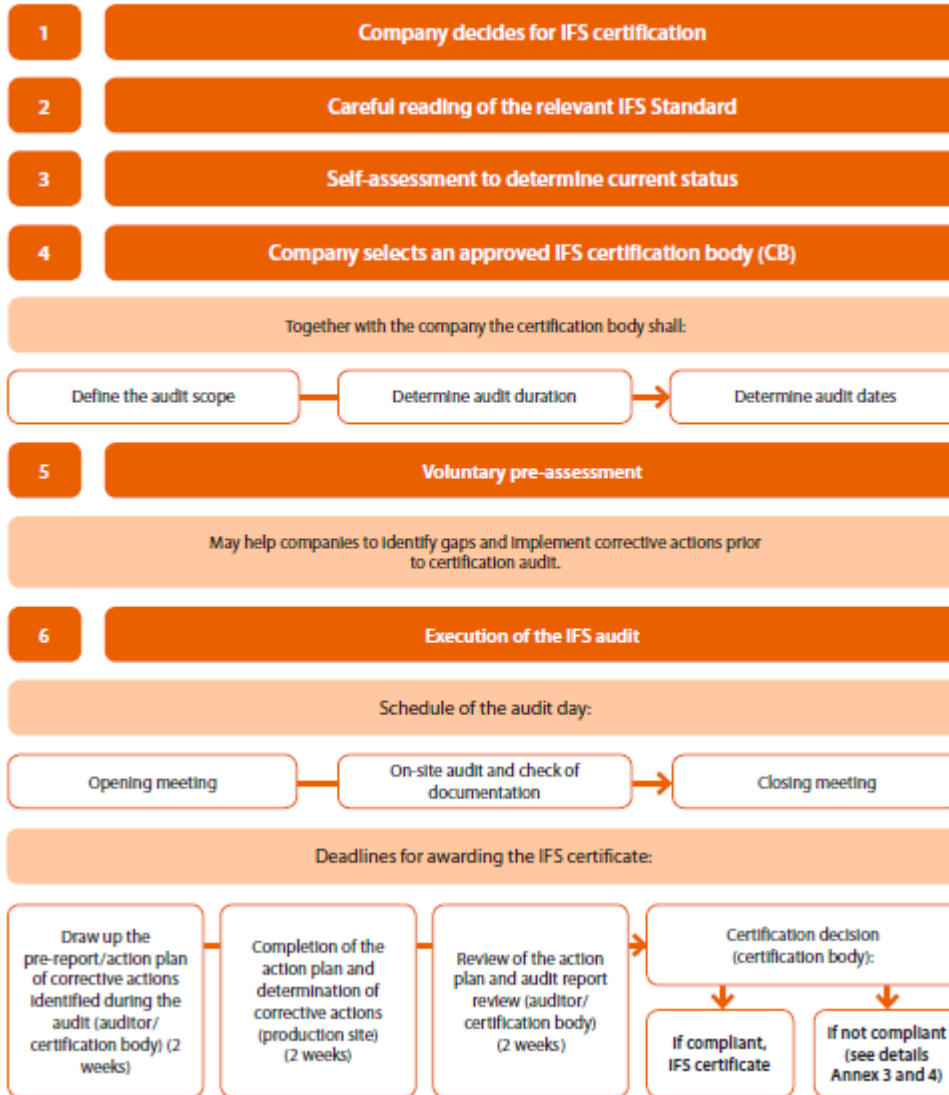 1
Company decides for IFS certification
2
Careful reading of the relevant IFS Standard
3
Self-assessment to determine current status
4
Company selects an approved IFS certification body (CB)
Together with the company the certification body shall:
Define the audit scope
Determine audit duration
Determine audit dates
5
Voluntary pre-assessment
May help companies to identify gaps and implement corrective actions prior
to certification audit.
6
Execution of the IFS audit
Schedule of the audit day:
Opening meeting
On-site audit and check of
documentation
Closing meeting
Deadlines for awarding the IFS certificate:
Draw up the
pre-report/action plan
of corrective actions
identified during the
audit (auditor/
certification body) (2
weeks)
Completion of the
action plan and
determination of
corrective actions
(production site)
(2 weeks)
Review of the action
plan and audit report
review (auditor/
certification body)
(2 weeks)
Certification decision
(certification body):
If compliant,
IFS certificate
If not compliant
(see details
Annex 3 and 4)